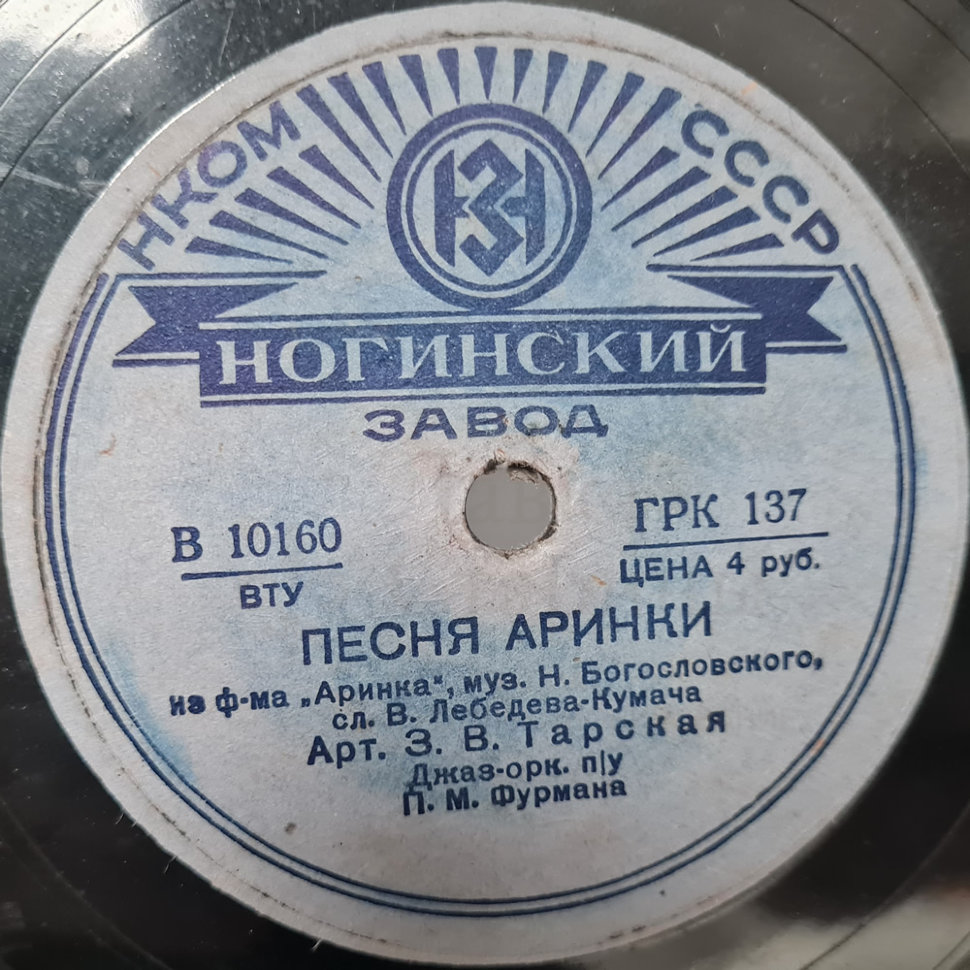 НКОМ СССР
НЗ
НОГИНСКИЙ
ЗАВОД
В 10160
ВТУ
ГРК 137
ЦЕНА 4 руб.
ПЕСНЯ АРИНКИ
из ф-ма „Аринка“, муз. Н. Богословского,
сл. В. Лебедева-Кумача
Арт. З. В. Тарская
Джаз-орк. п/у
П. М. Фурмана